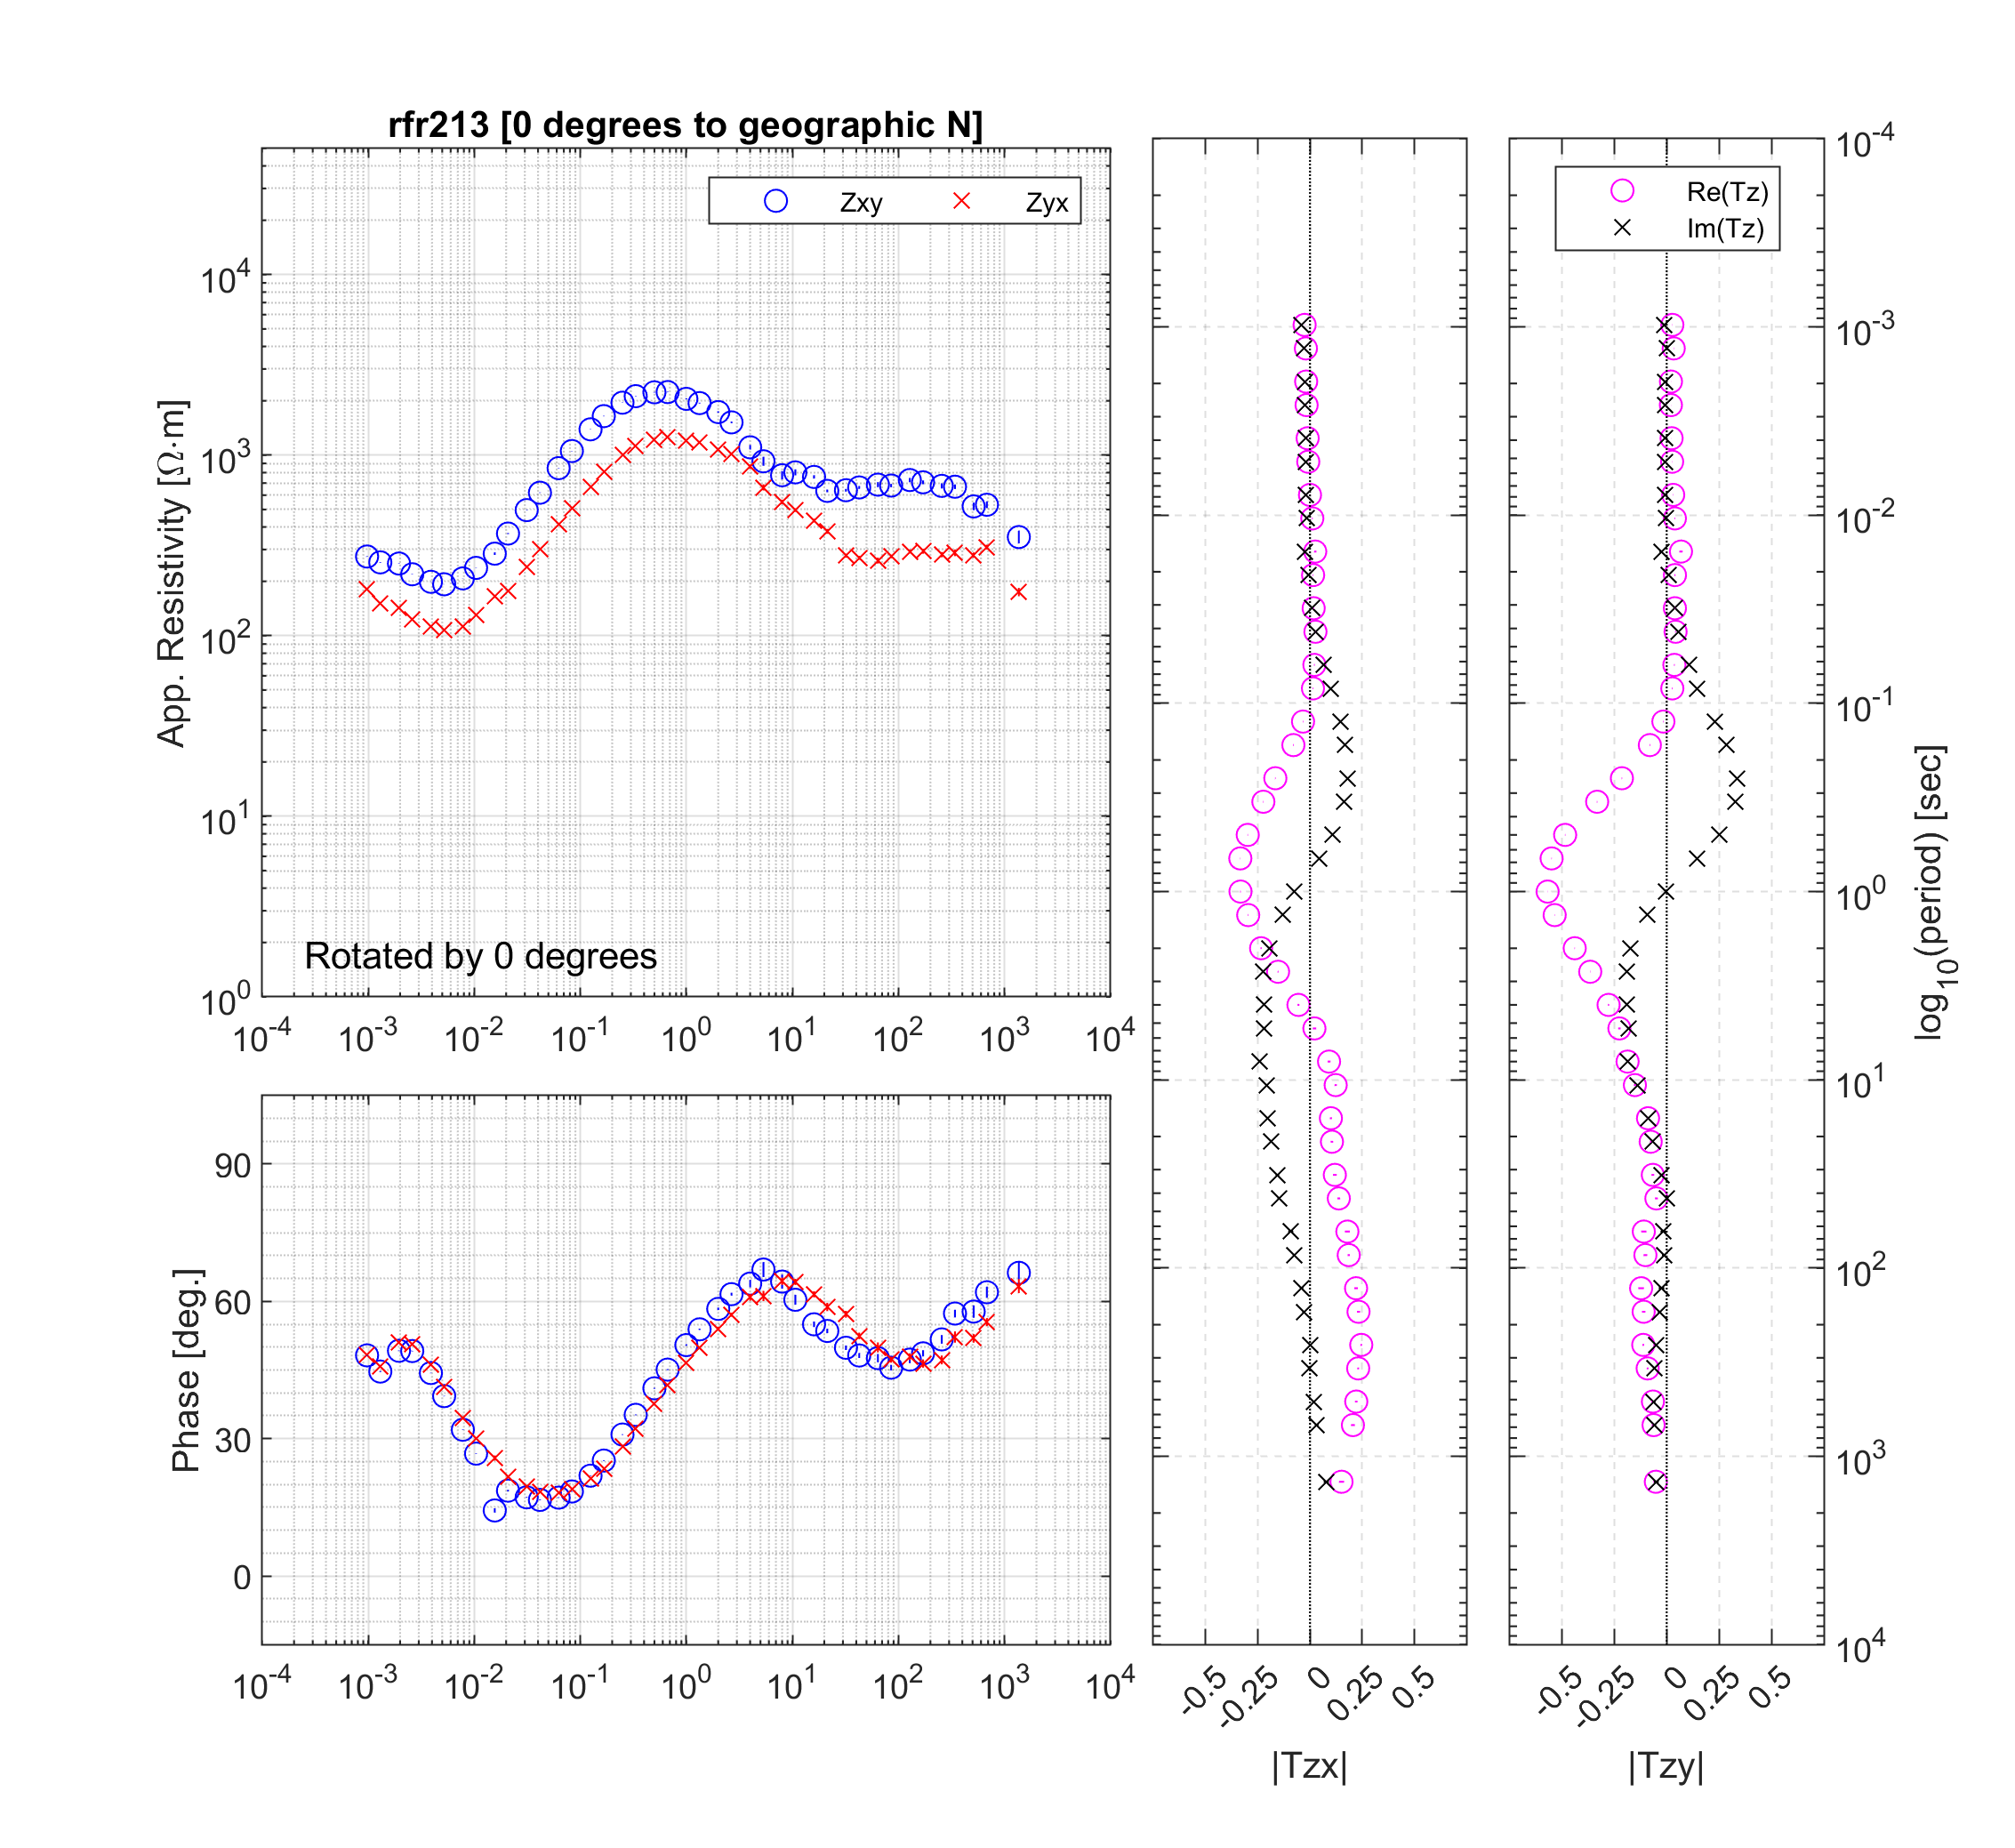 rfr213 [0 degrees to geographic N]
Zxy Zyx
App. Resistivity [Ω·m]
10^4
10^3
10^2
10^1
10^0
Rotated by 0 degrees
10^-4 10^-3 10^-2 10^-1 10^0 10^1 10^2 10^3 10^4
Phase [deg.]
90
60
30
0
10^-4 10^-3 10^-2 10^-1 10^0 10^1 10^2 10^3 10^4
-0.5 -0.25 0 0.25 0.5
|Tzx|
Re(Tz)
Im(Tz)
10^-4
10^-3
10^-2
10^-1
10^0
10^1
10^2
10^3
10^4
log10(period) [sec]
-0.5 -0.25 0 0.25 0.5
|Tzy|